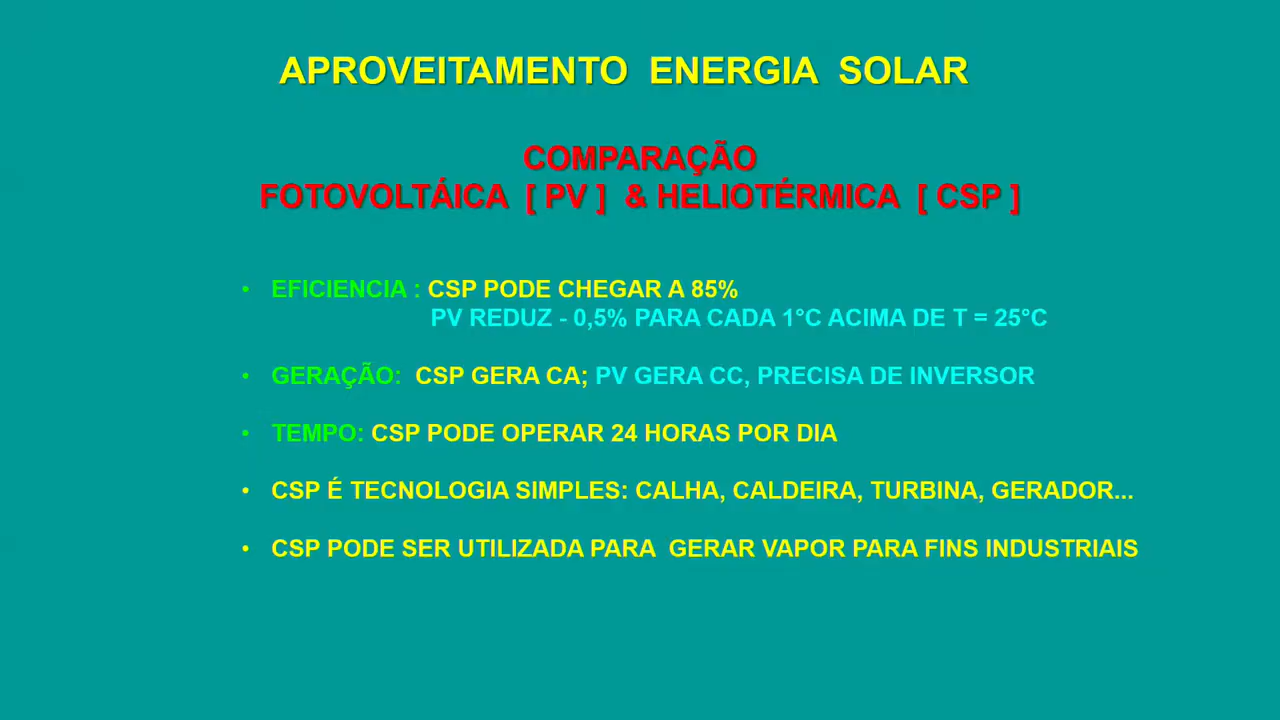 APROVEITAMENTO ENERGIA SOLAR
COMPARAÇÃO
FOTOVOLTÁICA [ PV ] & HELIOTÉRMICA [ CSP ]
• EFICIENCIA : CSP PODE CHEGAR A 85%
PV REDUZ - 0,5% PARA CADA 1°C ACIMA DE T = 25°C
• GERAÇÃO: CSP GERA CA; PV GERA CC, PRECISA DE INVERSOR
• TEMPO: CSP PODE OPERAR 24 HORAS POR DIA
• CSP É TECNOLOGIA SIMPLES: CALHA, CALDEIRA, TURBINA, GERADOR...
• CSP PODE SER UTILIZADA PARA GERAR VAPOR PARA FINS INDUSTRIAIS